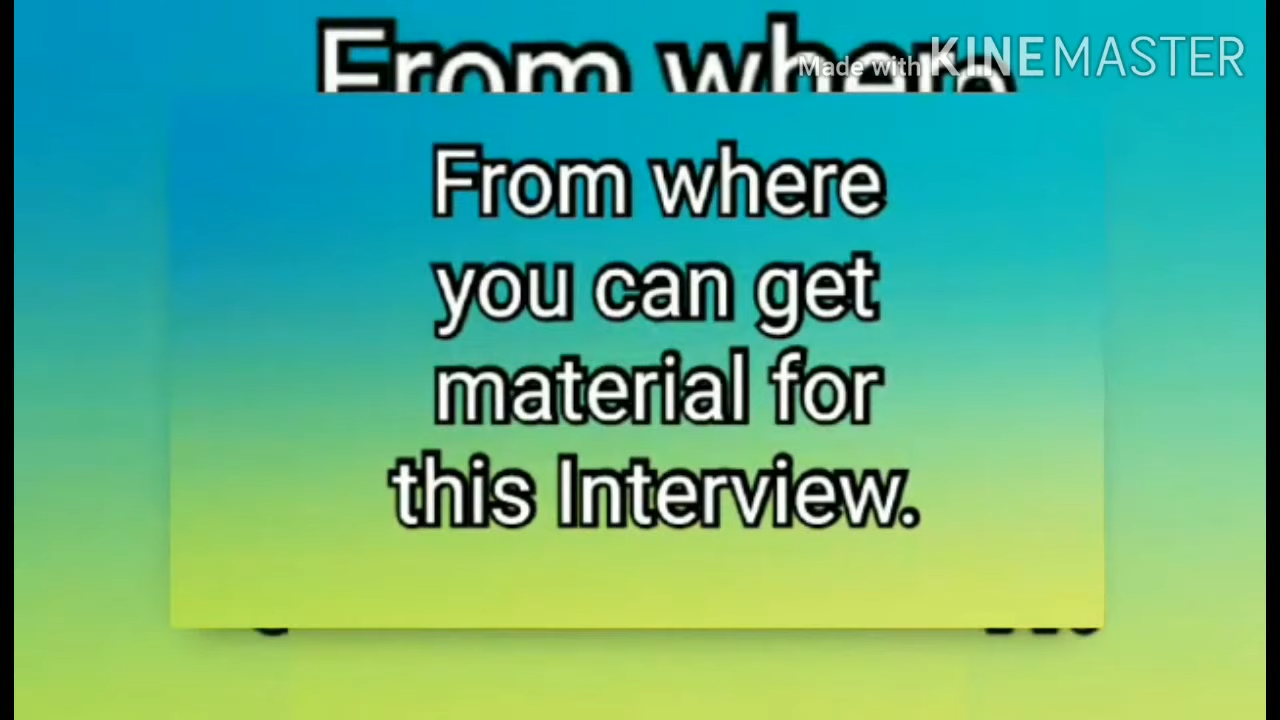 From where
Made with KINEMASTER
From where
you can get
material for
this Interview.